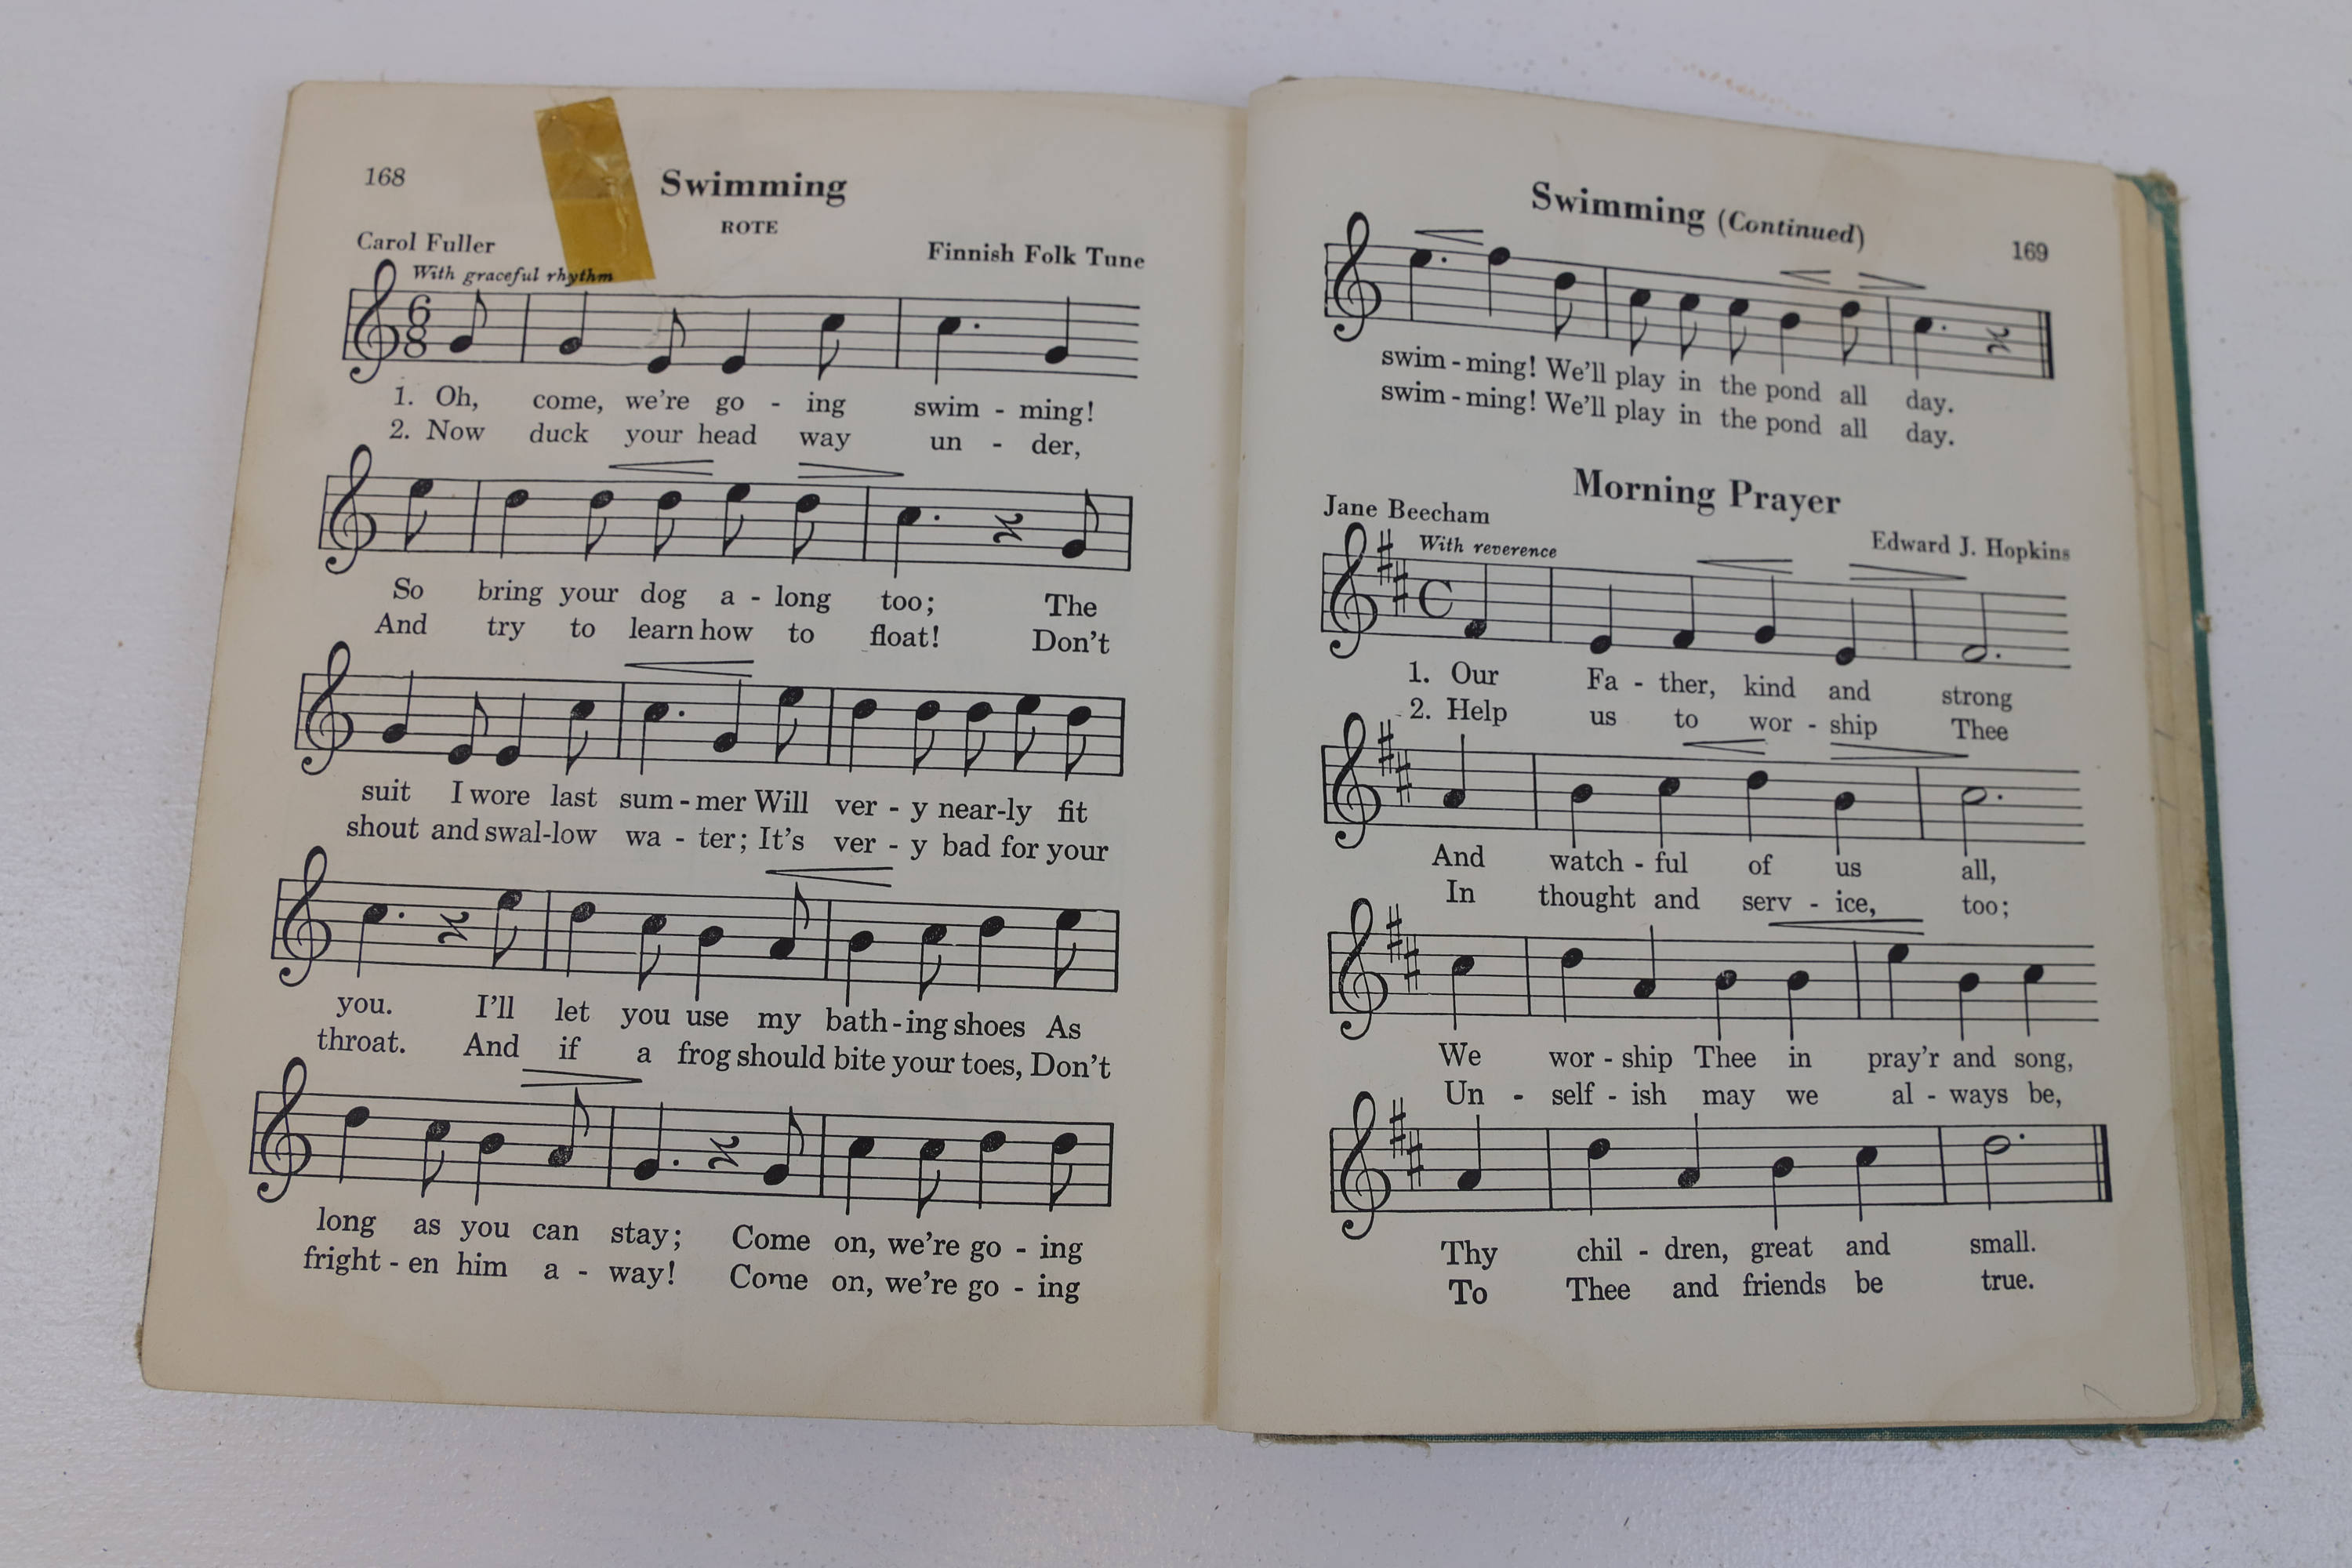 168
Swimming
ROTE
Carol Fuller
Finnish Folk Tune
With graceful rhythm
6
8
1. Oh, come, we're go - ing swim - ming!
2. Now duck your head way un - der,
So bring your dog a - long too; The
And try to learn how to float! Don't
suit I wore last sum - mer Will ver - y near-ly fit
shout and swal-low wa - ter; It's ver - y bad for your
you. I'll let you use my bath - ing shoes As
throat. And if a frog should bite your toes, Don't
long as you can stay; Come on, we're go - ing
fright - en him a - way! Come on, we're go - ing
Swimming (Continued)
169
swim - ming! We'll play in the pond all day.
swim - ming! We'll play in the pond all day.
Morning Prayer
Jane Beecham
Edward J. Hopkins
With reverence
C
1. Our Fa - ther, kind and strong
2. Help us to wor - ship Thee
And watch - ful of us all,
In thought and serv - ice, too;
We wor - ship Thee in pray'r and song,
Un - self - ish may we al - ways be,
Thy chil - dren, great and small.
To Thee and friends be true.